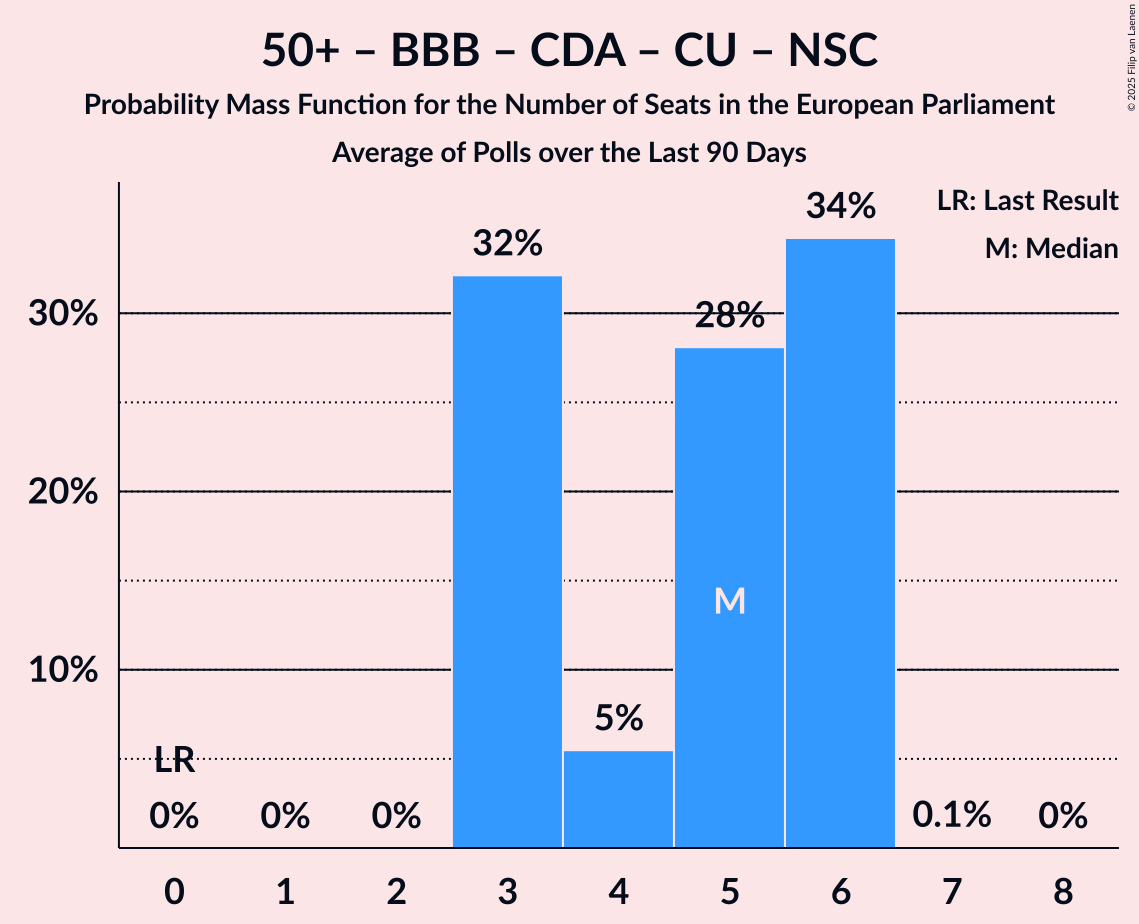 50+ – BBB – CDA – CU – NSC
Probability Mass Function for the Number of Seats in the European Parliament
Average of Polls over the Last 90 Days
© 2025 Filip van Laenen
LR: Last Result
M: Median
34%
32%
30%
28%
20%
M
10%
5%
LR
0%
0%
0%
0.1%
0%
0 1 2 3 4 5 6 7 8